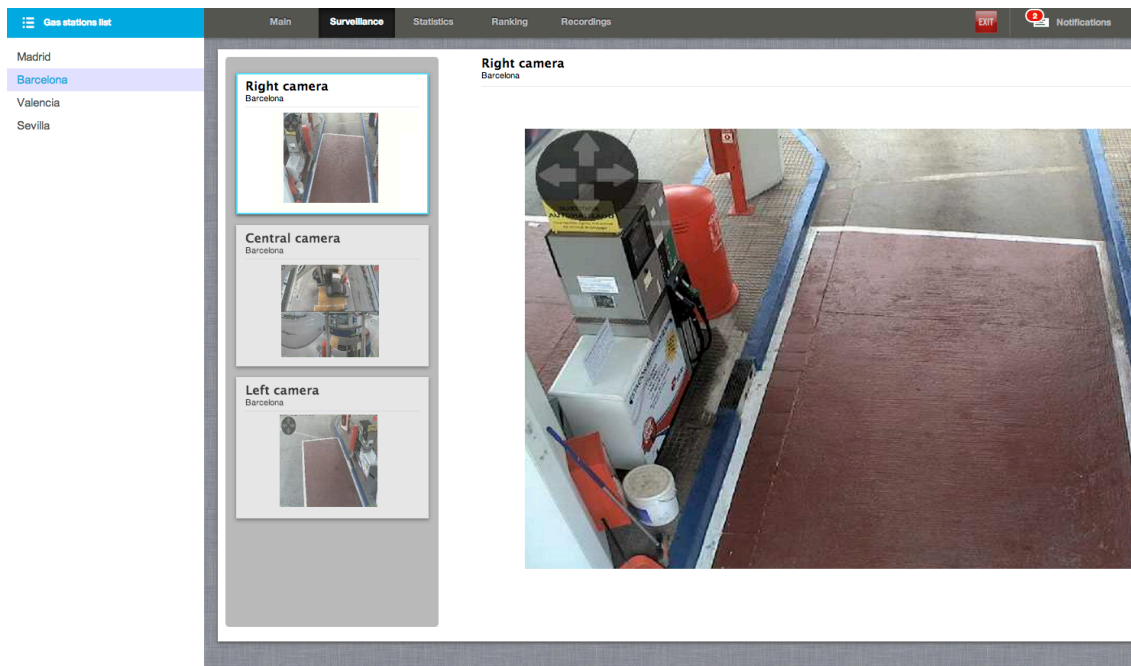 Gas stations list
Main
Surveillance
Statistics
Ranking
Recordings
EXIT
2
Notifications
Madrid
Barcelona
Valencia
Sevilla
Right camera
Barcelona
Central camera
Barcelona
Left camera
Barcelona
Right camera
Barcelona